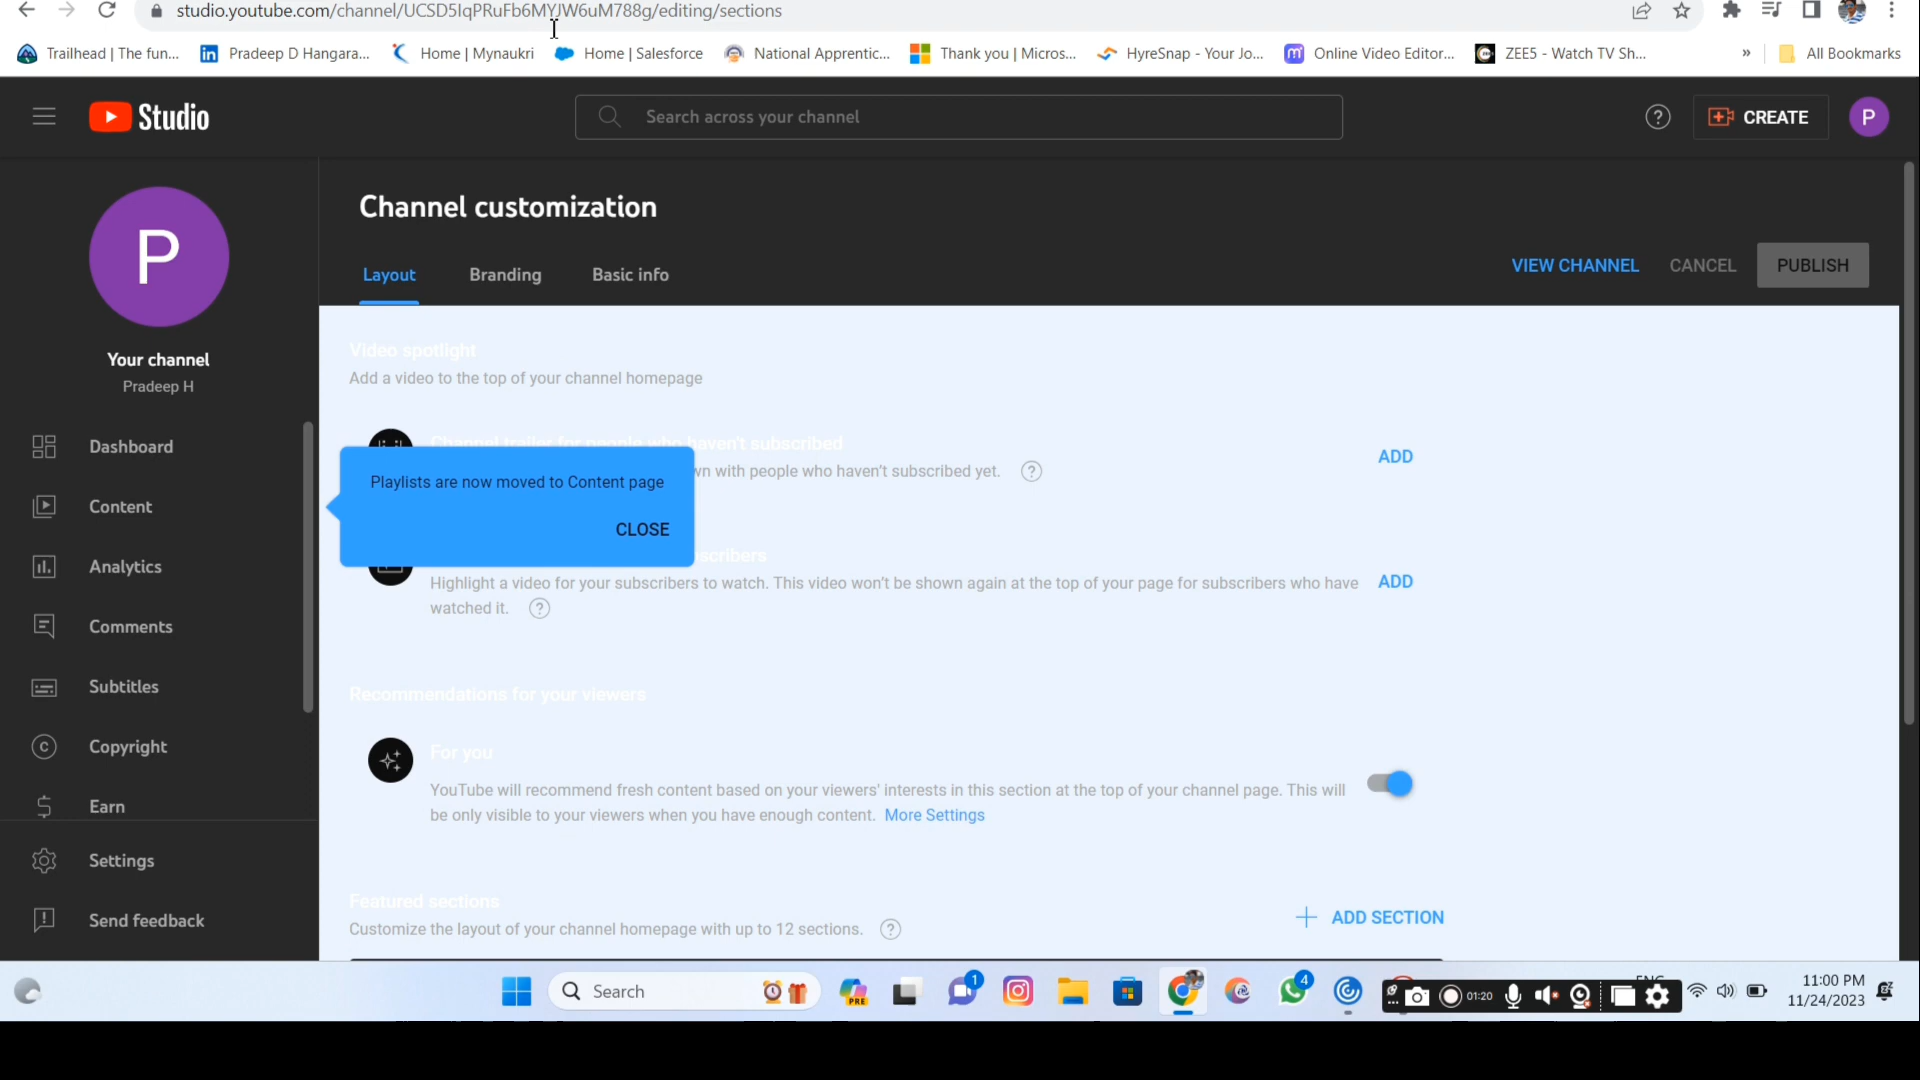 studio.youtube.com/channel/UCSD5IqPRuFb6MYJW6uM788g/editing/sections
Trailhead | The fun...
Pradeep D Hangara...
Home | Mynaukri
Home | Salesforce
National Apprentic...
Thank you | Micros...
HyreSnap - Your Jo...
Online Video Editor...
ZEE5 - Watch TV Sh...
»
All Bookmarks
Studio
Search across your channel
CREATE
P
Channel customization
Layout
Branding
Basic info
VIEW CHANNEL
CANCEL
PUBLISH
P
Your channel
Pradeep H
Dashboard
Content
Analytics
Comments
Subtitles
Copyright
Earn
Settings
Send feedback
Video spotlight
Add a video to the top of your channel homepage
Channel trailer for people who haven't subscribed
with people who haven't subscribed yet.
ADD
Playlists are now moved to Content page
CLOSE
Highlight a video for your subscribers to watch. This video won't be shown again at the top of your page for subscribers who have
watched it.
ADD
Recommendations for your viewers
For you
YouTube will recommend fresh content based on your viewers' interests in this section at the top of your channel page. This will
be only visible to your viewers when you have enough content. More Settings
Featured sections
Customize the layout of your channel homepage with up to 12 sections.
ADD SECTION
Search
PRE
1
4
01:20
11:00 PM
11/24/2023